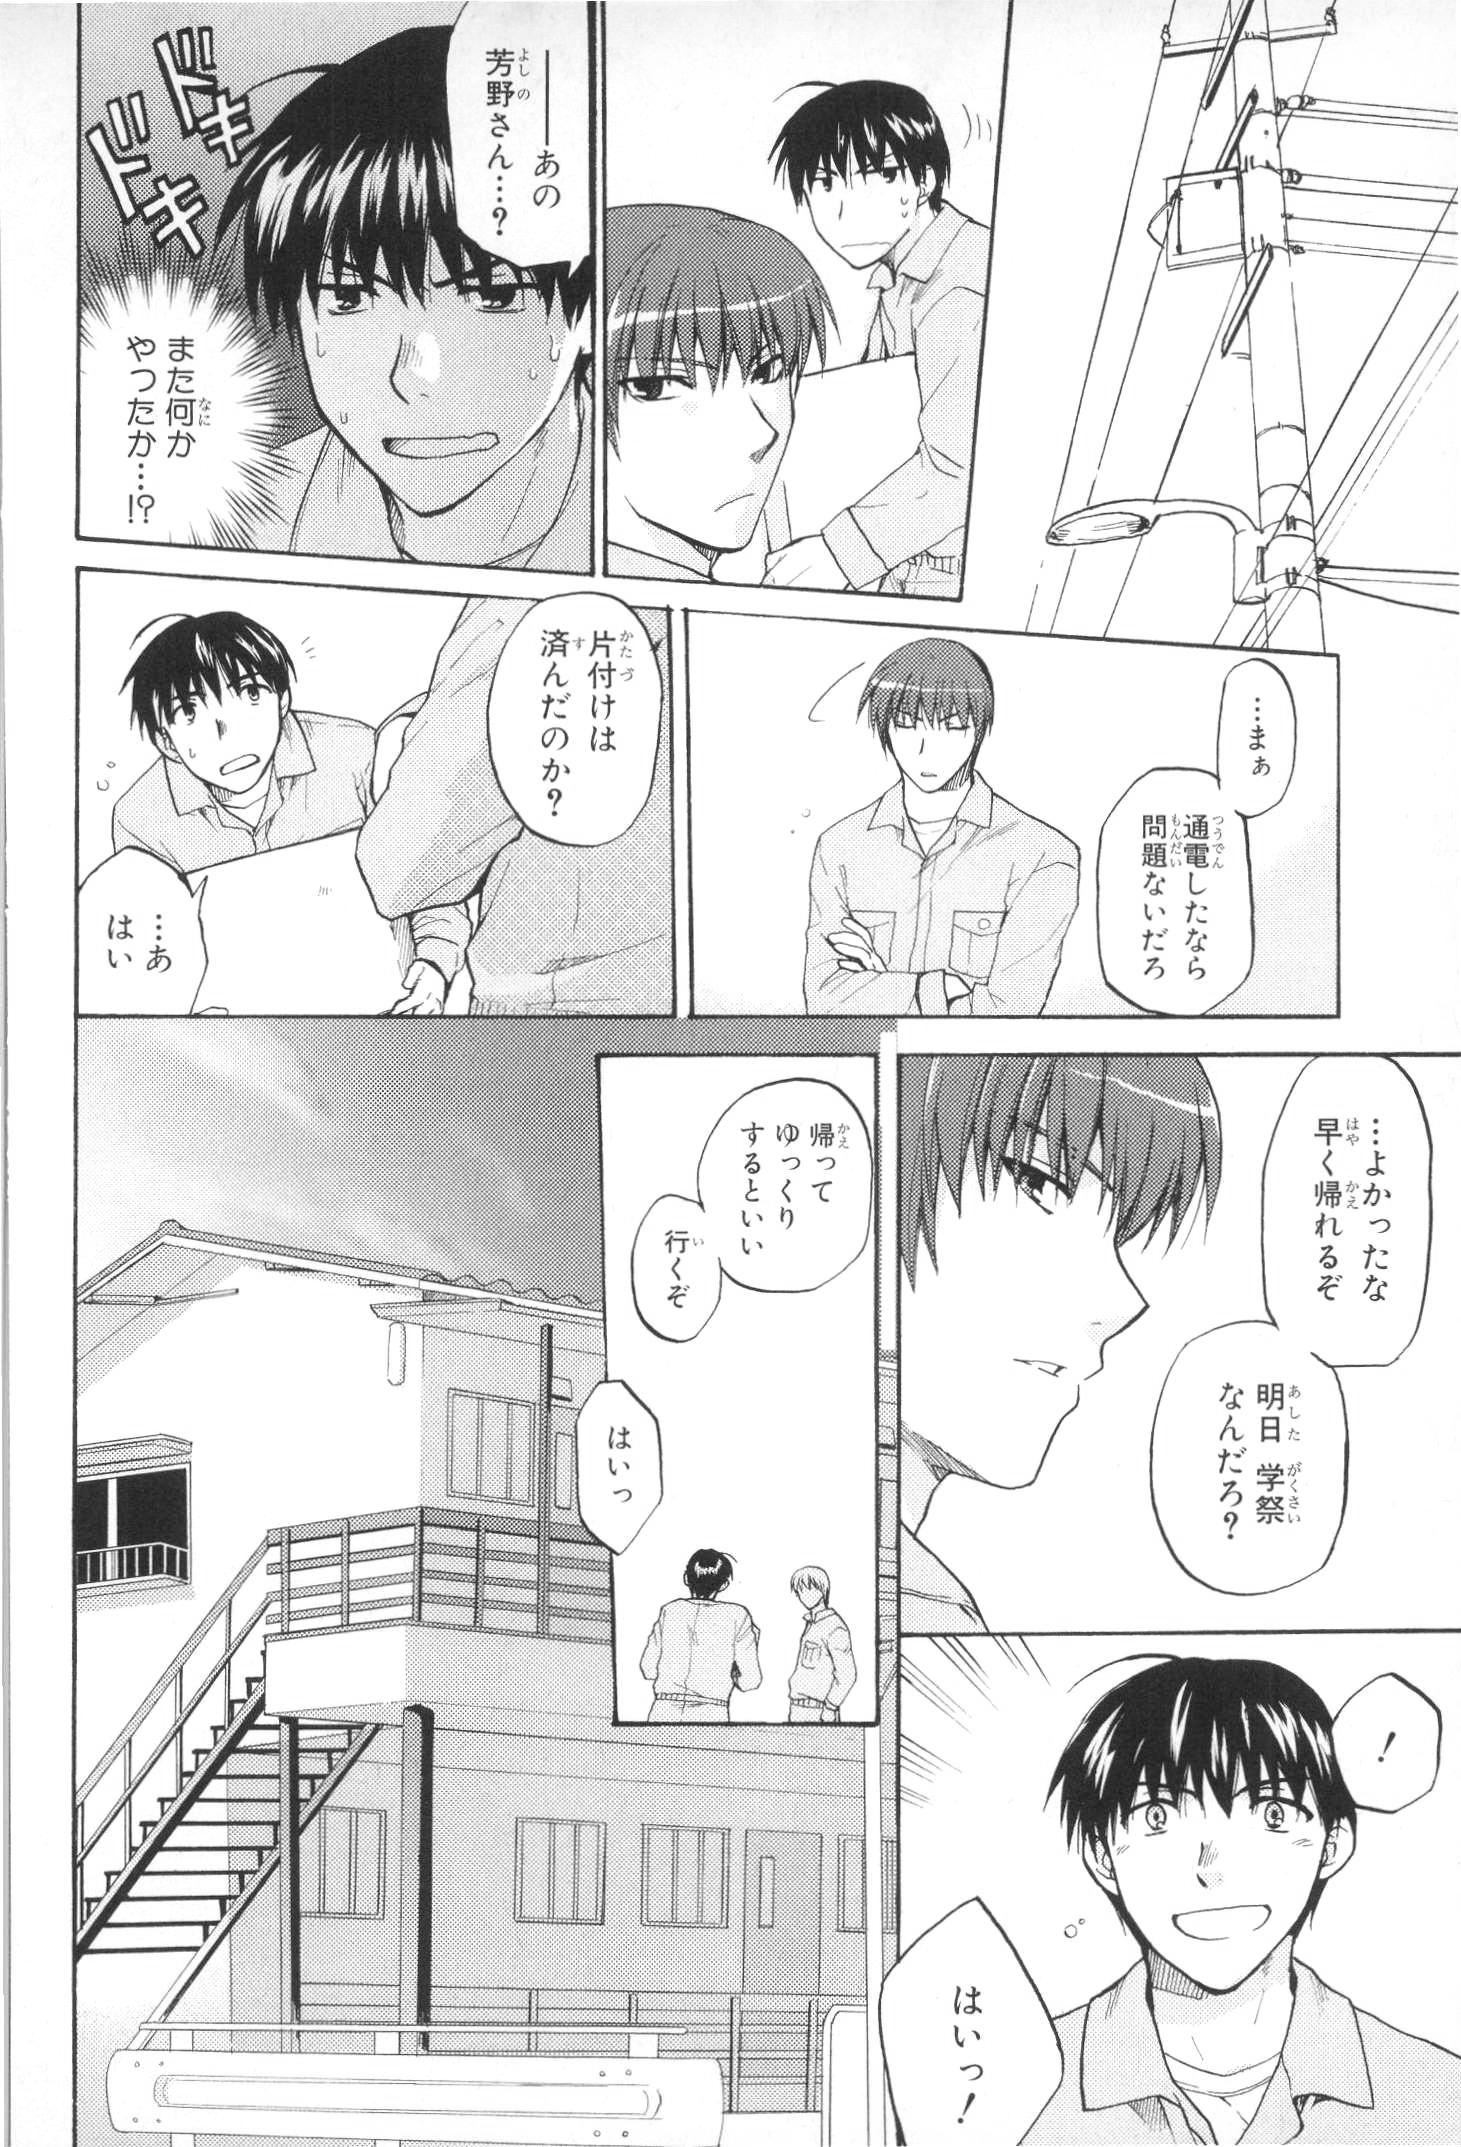 ――あの
芳野さん…?
ドキ
ドキ
また何か
やったか…!?
…まぁ
通電したなら
問題ないだろ
片付けは
済んだのか?
…あ
はい
…よかったな
早く帰れるぞ
明日 学祭
なんだろ?
!
はいっ!
帰って
ゆっくり
するといい
行くぞ
はいっ